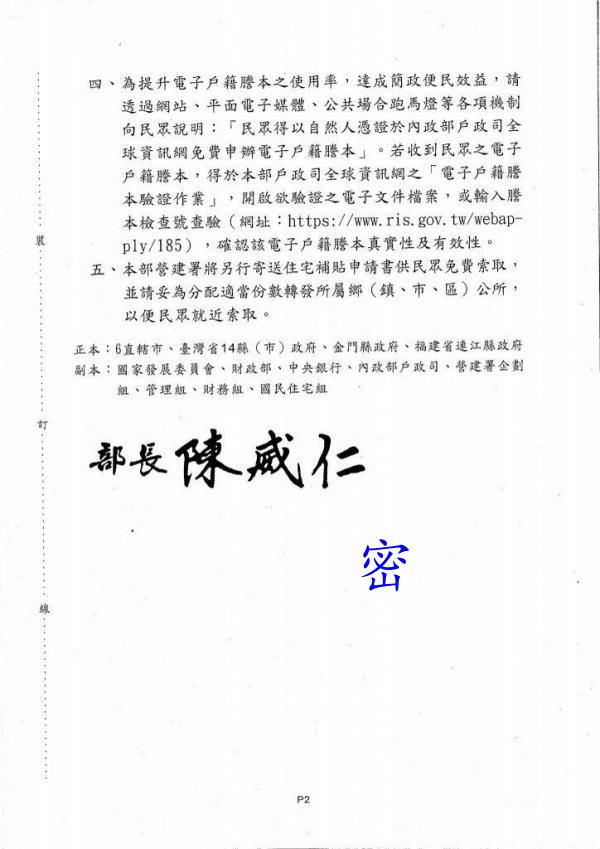 四、為提升電子戶籍謄本之使用率，達成簡政便民效益，請
透過網站、平面電子媒體、公共場合跑馬燈等各項機制
向民眾說明：「民眾得以自然人憑證於內政部戶政司全
球資訊網免費申辦電子戶籍謄本」。若收到民眾之電子
戶籍謄本，得於本部戶政司全球資訊網之「電子戶籍謄
本驗證作業」，開啟欲驗證之電子文件檔案，或輸入謄
本檢查號查驗（網址：https://www.ris.gov.tw/webap-
ply/185），確認該電子戶籍謄本真實性及有效性。
五、本部營建署將另行寄送住宅補貼申請書供民眾免費索取，
並請妥為分配適當份數轉發所屬鄉（鎮、市、區）公所，
以便民眾就近索取。
正本：6直轄市、臺灣省14縣（市）政府、金門縣政府、福建省連江縣政府
副本：國家發展委員會、財政部、中央銀行、內政部戶政司、營建署企劃
組、管理組、財務組、國民住宅組
部長 陳威仁
密
裝
訂
線
P2